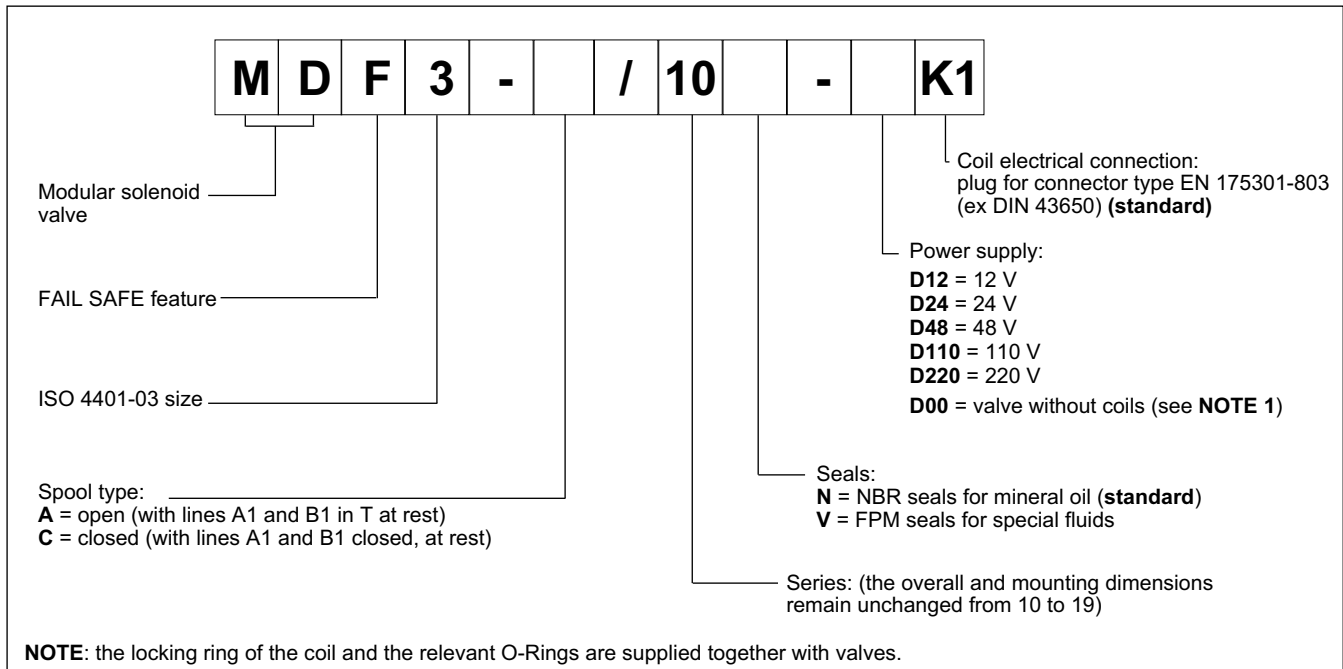 M D F 3 - / 10 - K1
Coil electrical connection:
plug for connector type EN 175301-803
(ex DIN 43650) (standard)
Modular solenoid
valve
Power supply:
D12 = 12 V
D24 = 24 V
D48 = 48 V
D110 = 110 V
D220 = 220 V
D00 = valve without coils (see NOTE 1)
FAIL SAFE feature
ISO 4401-03 size
Seals:
N = NBR seals for mineral oil (standard)
V = FPM seals for special fluids
Spool type:
A = open (with lines A1 and B1 in T at rest)
C = closed (with lines A1 and B1 closed, at rest)
Series: (the overall and mounting dimensions
remain unchanged from 10 to 19)
NOTE: the locking ring of the coil and the relevant O-Rings are supplied together with valves.